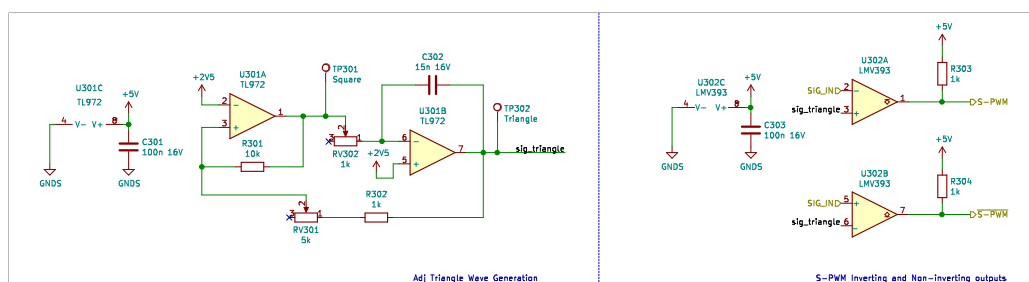 U301C
TL972
4 V- V+ 8
+5V
C301
100n 16V
GNDS
GNDS
+2V5
U301A
TL972
2
-
3
+
1
TP301
Square
R301
10k
3
2
1
RV301
5k
3
2
1
RV302
1k
+2V5
C302
15n 16V
U301B
TL972
6
-
5
+
7
R302
1k
TP302
Triangle
sig_triangle
Adj Triangle Wave Generation
U302C
LMV393
4 V- V+ 8
+5V
C303
100n 16V
GNDS
GNDS
U302A
LMV393
SIG_IN
2
-
sig_triangle
3
+
1
+5V
R303
1k
S-PWM
U302B
LMV393
SIG_IN
5
+
sig_triangle
6
-
7
+5V
R304
1k
S-PWM
S-PWM Inverting and Non-inverting outputs